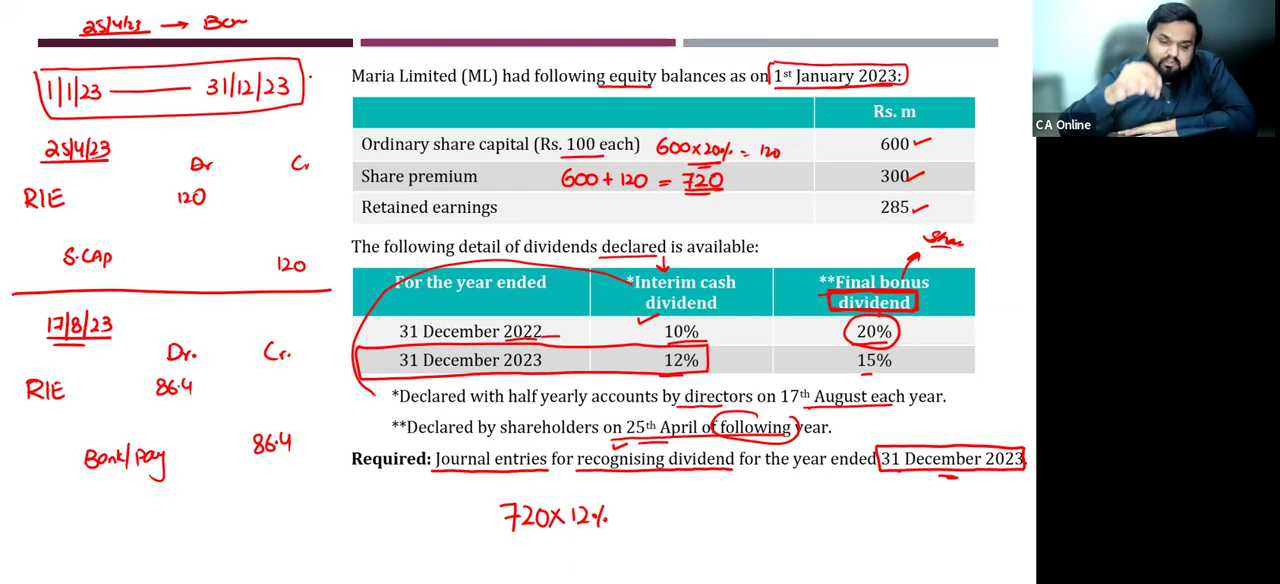 25/4/23 → Bon
1/1/23 —— 31/12/23
25/4/23
Dr Cr.
R/E 120
S.CAP 120
17/8/23
Dr. Cr.
R/E 86.4
Bank/Pay 86.4
Maria Limited (ML) had following equity balances as on 1st January 2023:
Rs. m
Ordinary share capital (Rs. 100 each) 600×20% = 120 600
Share premium 600+120 = 720 300
Retained earnings 285
The following detail of dividends declared is available:
For the year ended *Interim cash dividend **Final bonus dividend
31 December 2022 10% 20%
31 December 2023 12% 15%
*Declared with half yearly accounts by directors on 17th August each year.
**Declared by shareholders on 25th April of following year.
Required: Journal entries for recognising dividend for the year ended 31 December 2023
720×12%
C A Online